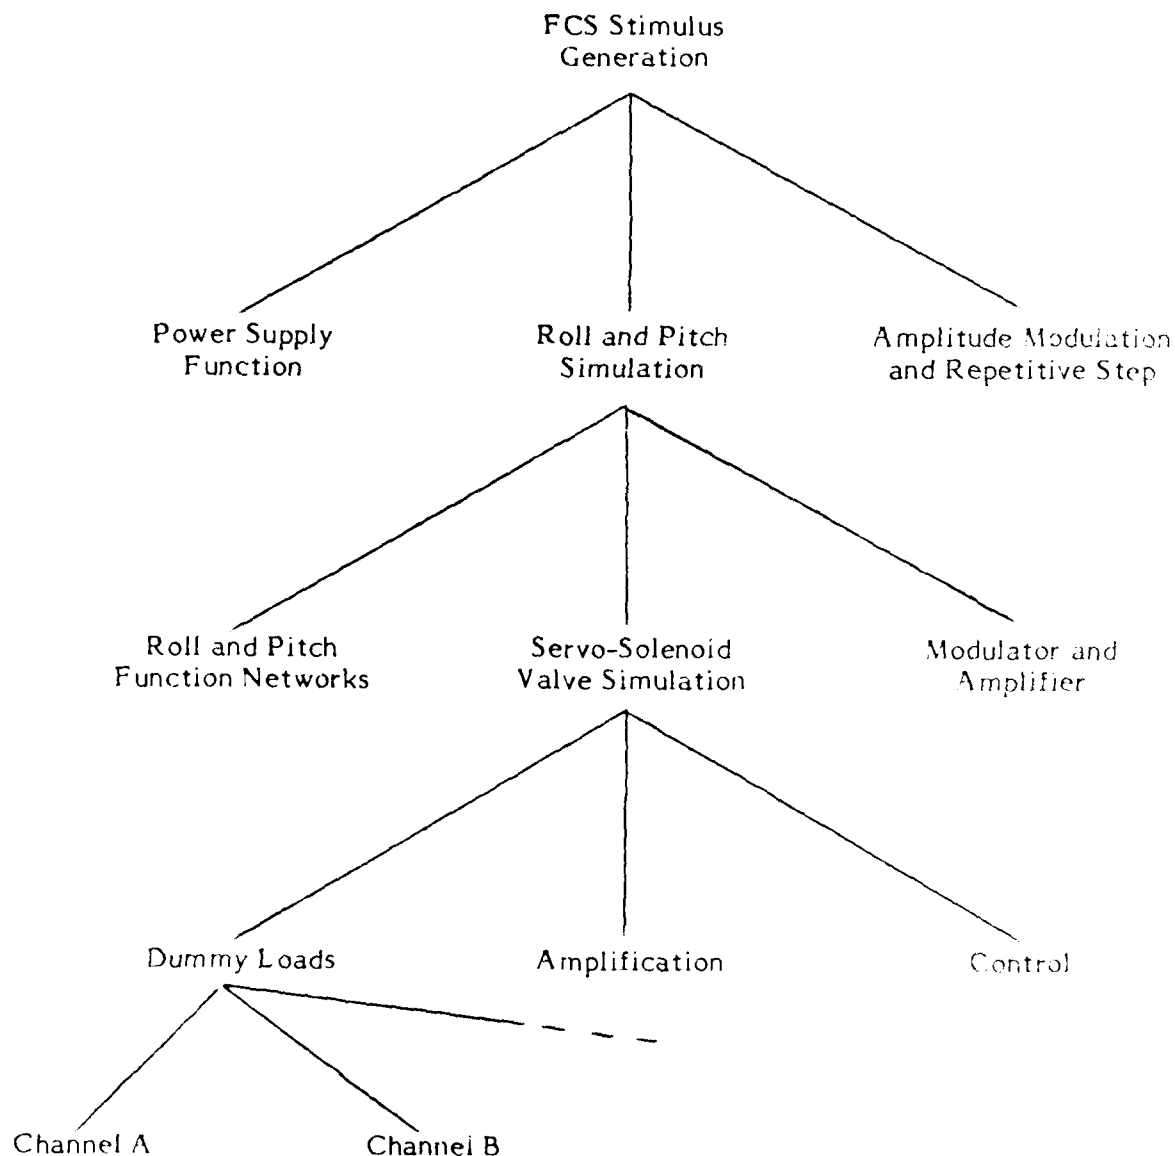 FCS Stimulus
Generation
Power Supply
Function
Roll and Pitch
Simulation
Amplitude Modulation
and Repetitive Step
Roll and Pitch
Function Networks
Servo-Solenoid
Valve Simulation
Modulator and
Amplifier
Dummy Loads
Amplification
Control
Channel A
Channel B